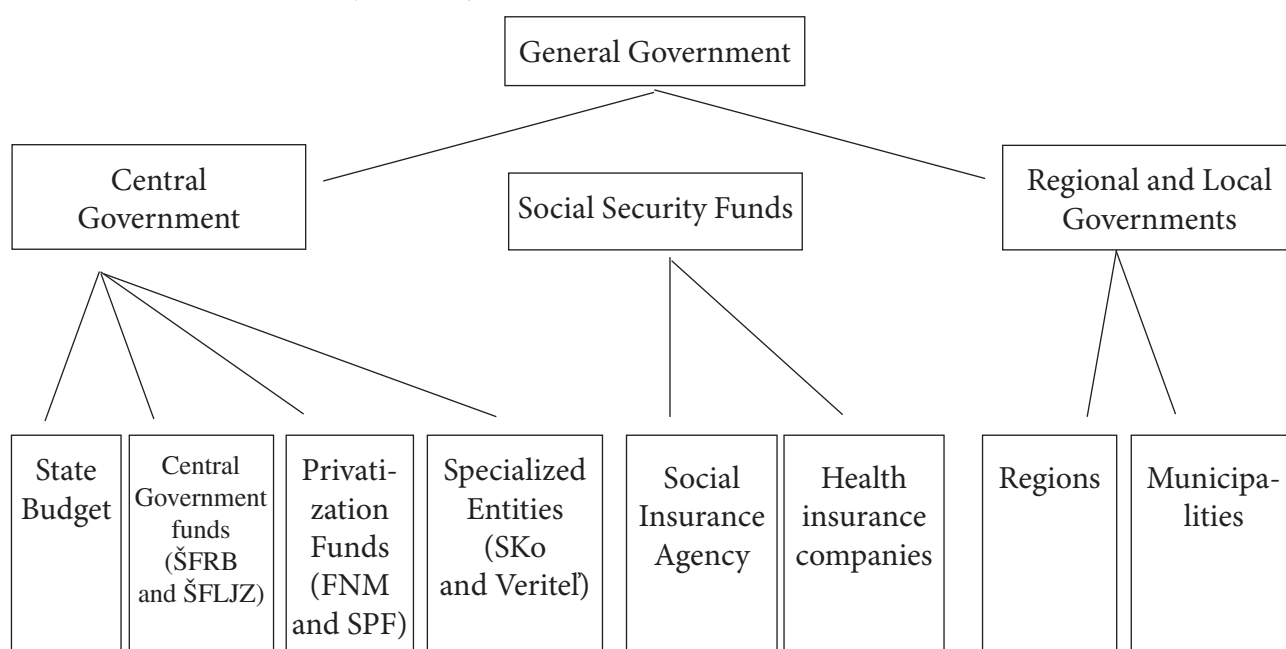 General Government
Central
Government
Social Security Funds
Regional and Local
Governments
State
Budget
Central
Government
funds
(ŠFRB
and ŠFLJZ)
Privati-
zation
Funds
(FNM
and SPF)
Specialized
Entities
(SKo
and Veriteľ)
Social
Insurance
Agency
Health
insurance
companies
Regions
Municipa-
lities